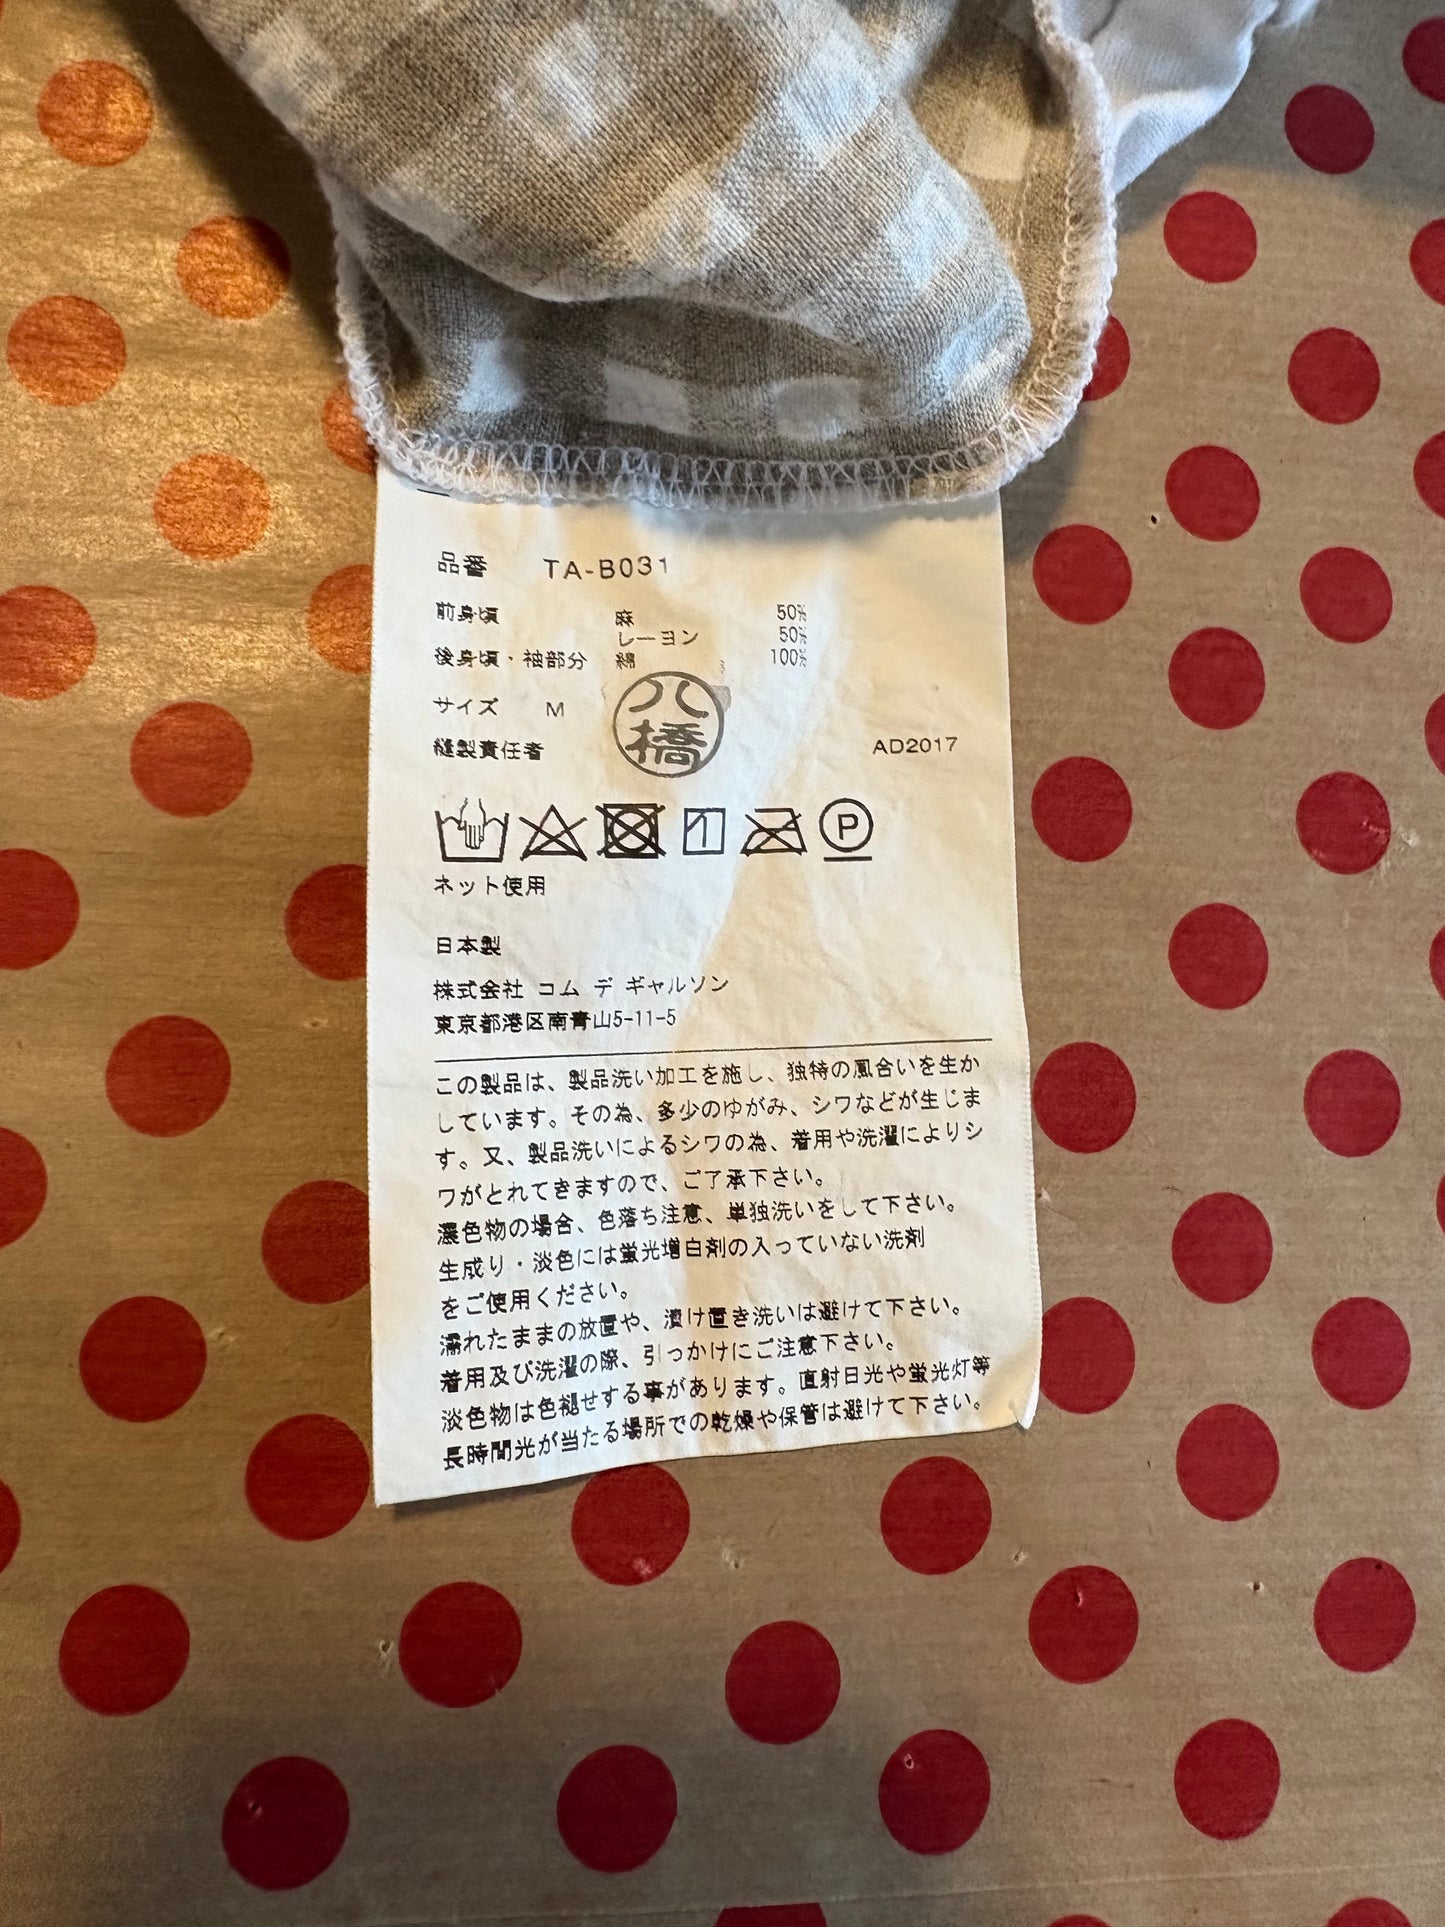 品番 TA-B031
前身頃 麻 50%
レーヨン 50%
後身頃・袖部分 綿 100%
サイズ M
八橋
縫製責任者 AD2017
P
ネット使用
日本製
株式会社 コム デ ギャルソン
東京都港区南青山5-11-5
この製品は、製品洗い加工を施し、独特の風合いを生か
しています。その為、多少のゆがみ、シワなどが生じま
す。又、製品洗いによるシワの為、着用や洗濯によりシ
ワがとれてきますので、ご了承下さい。
濃色物の場合、色落ち注意、単独洗いをして下さい。
生成り・淡色には蛍光増白剤の入っていない洗剤
をご使用ください。
濡れたままの放置や、漬け置き洗いは避けて下さい。
着用及び洗濯の際、引っかけにご注意下さい。
淡色物は色褪せする事があります。直射日光や蛍光灯等
長時間光が当たる場所での乾燥や保管は避けて下さい。